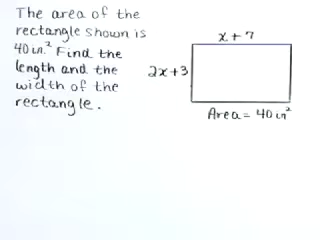 The area of the
rectangle shown is
40 in.² Find the
length and the
width of the
rectangle.
x + 7
2x+3
Area = 40 in²